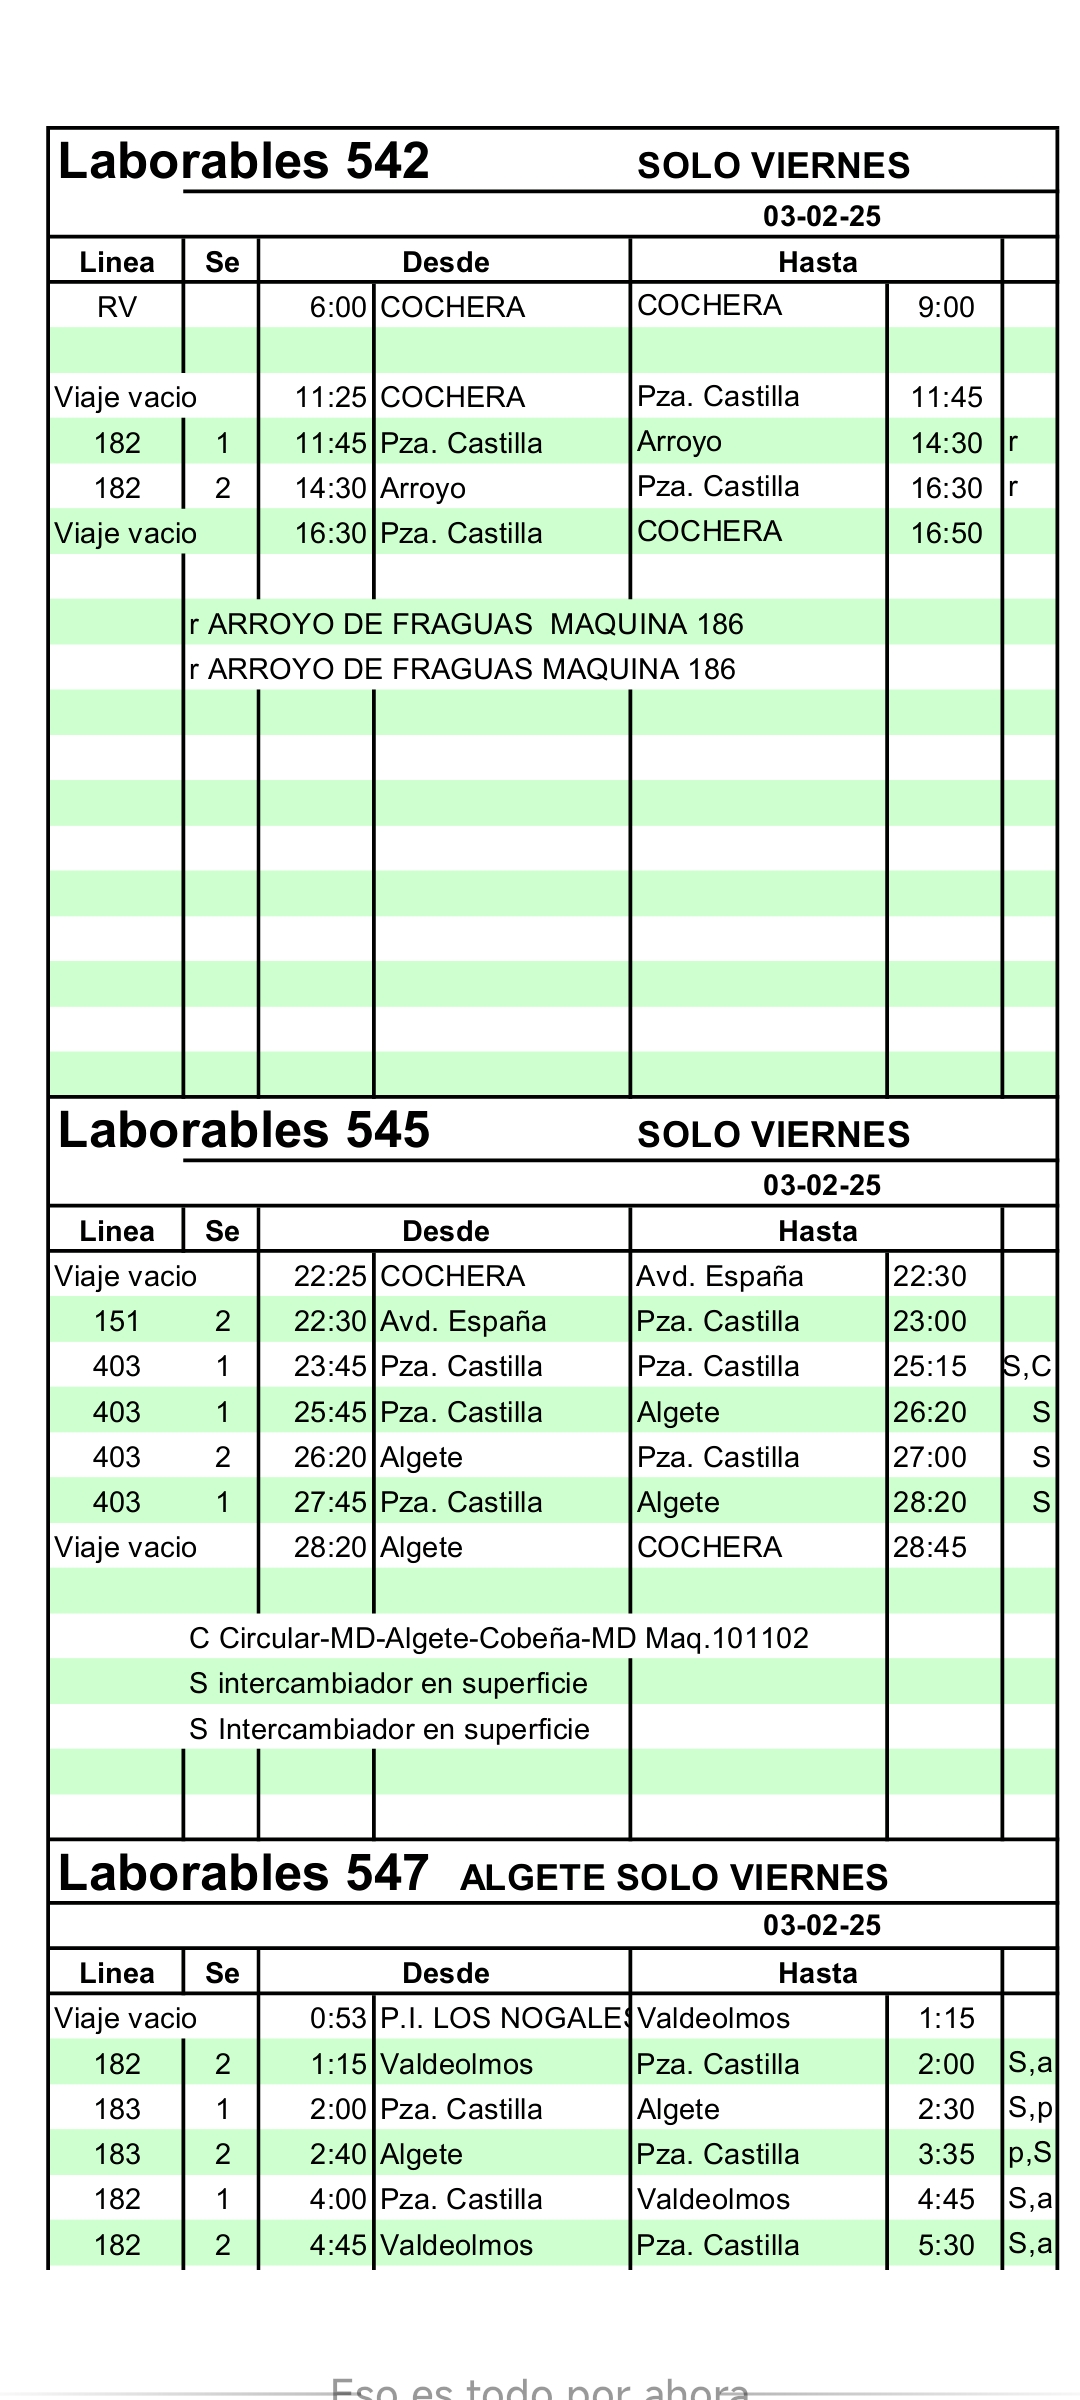 Laborables 542 SOLO VIERNES
03-02-25
Linea Se Desde Hasta
RV 6:00 COCHERA COCHERA 9:00
Viaje vacio 11:25 COCHERA Pza. Castilla 11:45
182 1 11:45 Pza. Castilla Arroyo 14:30 r
182 2 14:30 Arroyo Pza. Castilla 16:30 r
Viaje vacio 16:30 Pza. Castilla COCHERA 16:50
r ARROYO DE FRAGUAS MAQUINA 186
r ARROYO DE FRAGUAS MAQUINA 186
Laborables 545 SOLO VIERNES
03-02-25
Linea Se Desde Hasta
Viaje vacio 22:25 COCHERA Avd. España 22:30
151 2 22:30 Avd. España Pza. Castilla 23:00
403 1 23:45 Pza. Castilla Pza. Castilla 25:15 S,C
403 1 25:45 Pza. Castilla Algete 26:20 S
403 2 26:20 Algete Pza. Castilla 27:00 S
403 1 27:45 Pza. Castilla Algete 28:20 S
Viaje vacio 28:20 Algete COCHERA 28:45
C Circular-MD-Algete-Cobeña-MD Maq.101102
S intercambiador en superficie
S Intercambiador en superficie
Laborables 547 ALGETE SOLO VIERNES
03-02-25
Linea Se Desde Hasta
Viaje vacio 0:53 P.I. LOS NOGALES Valdeolmos 1:15
182 2 1:15 Valdeolmos Pza. Castilla 2:00 S,a
183 1 2:00 Pza. Castilla Algete 2:30 S,p
183 2 2:40 Algete Pza. Castilla 3:35 p,S
182 1 4:00 Pza. Castilla Valdeolmos 4:45 S,a
182 2 4:45 Valdeolmos Pza. Castilla 5:30 S,a
Eso es todo por ahora